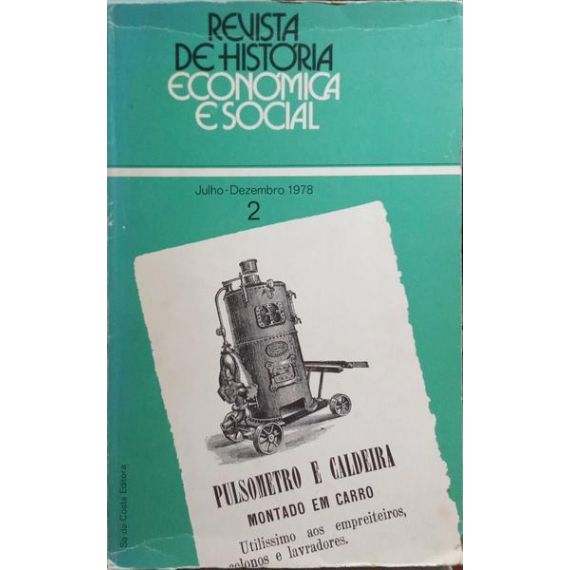 REVISTA
DE HISTÓRIA
ECONÓMICA
E SOCIAL
Julho-Dezembro 1978
2
PULSOMETRO E CALDEIRA
MONTADO EM CARRO
Utilissimo aos empreiteiros,
colonos e lavradores.
Sá da Costa Editora